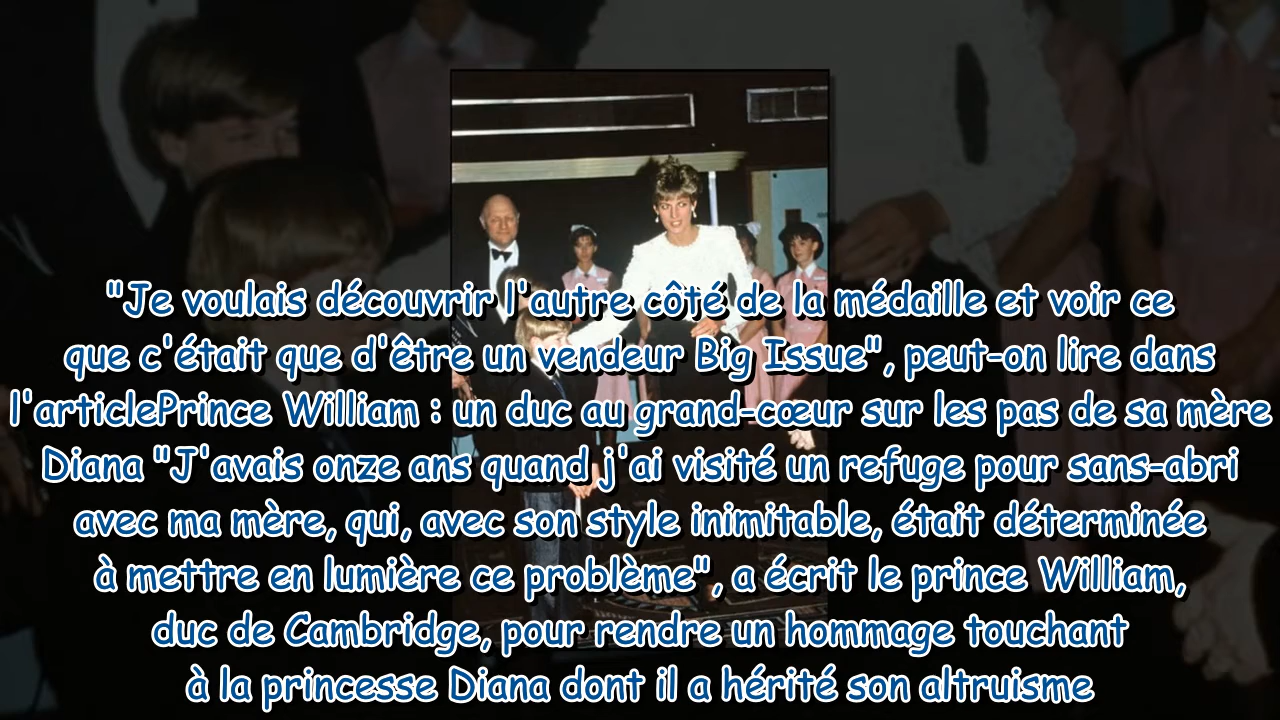 "Je voulais découvrir l'autre côté de la médaille et voir ce
que c'était que d'être un vendeur Big Issue", peut-on lire dans
l'articlePrince William : un duc au grand-cœur sur les pas de sa mère
Diana "J'avais onze ans quand j'ai visité un refuge pour sans-abri
avec ma mère, qui, avec son style inimitable, était déterminée
à mettre en lumière ce problème", a écrit le prince William,
duc de Cambridge, pour rendre un hommage touchant
à la princesse Diana dont il a hérité son altruisme